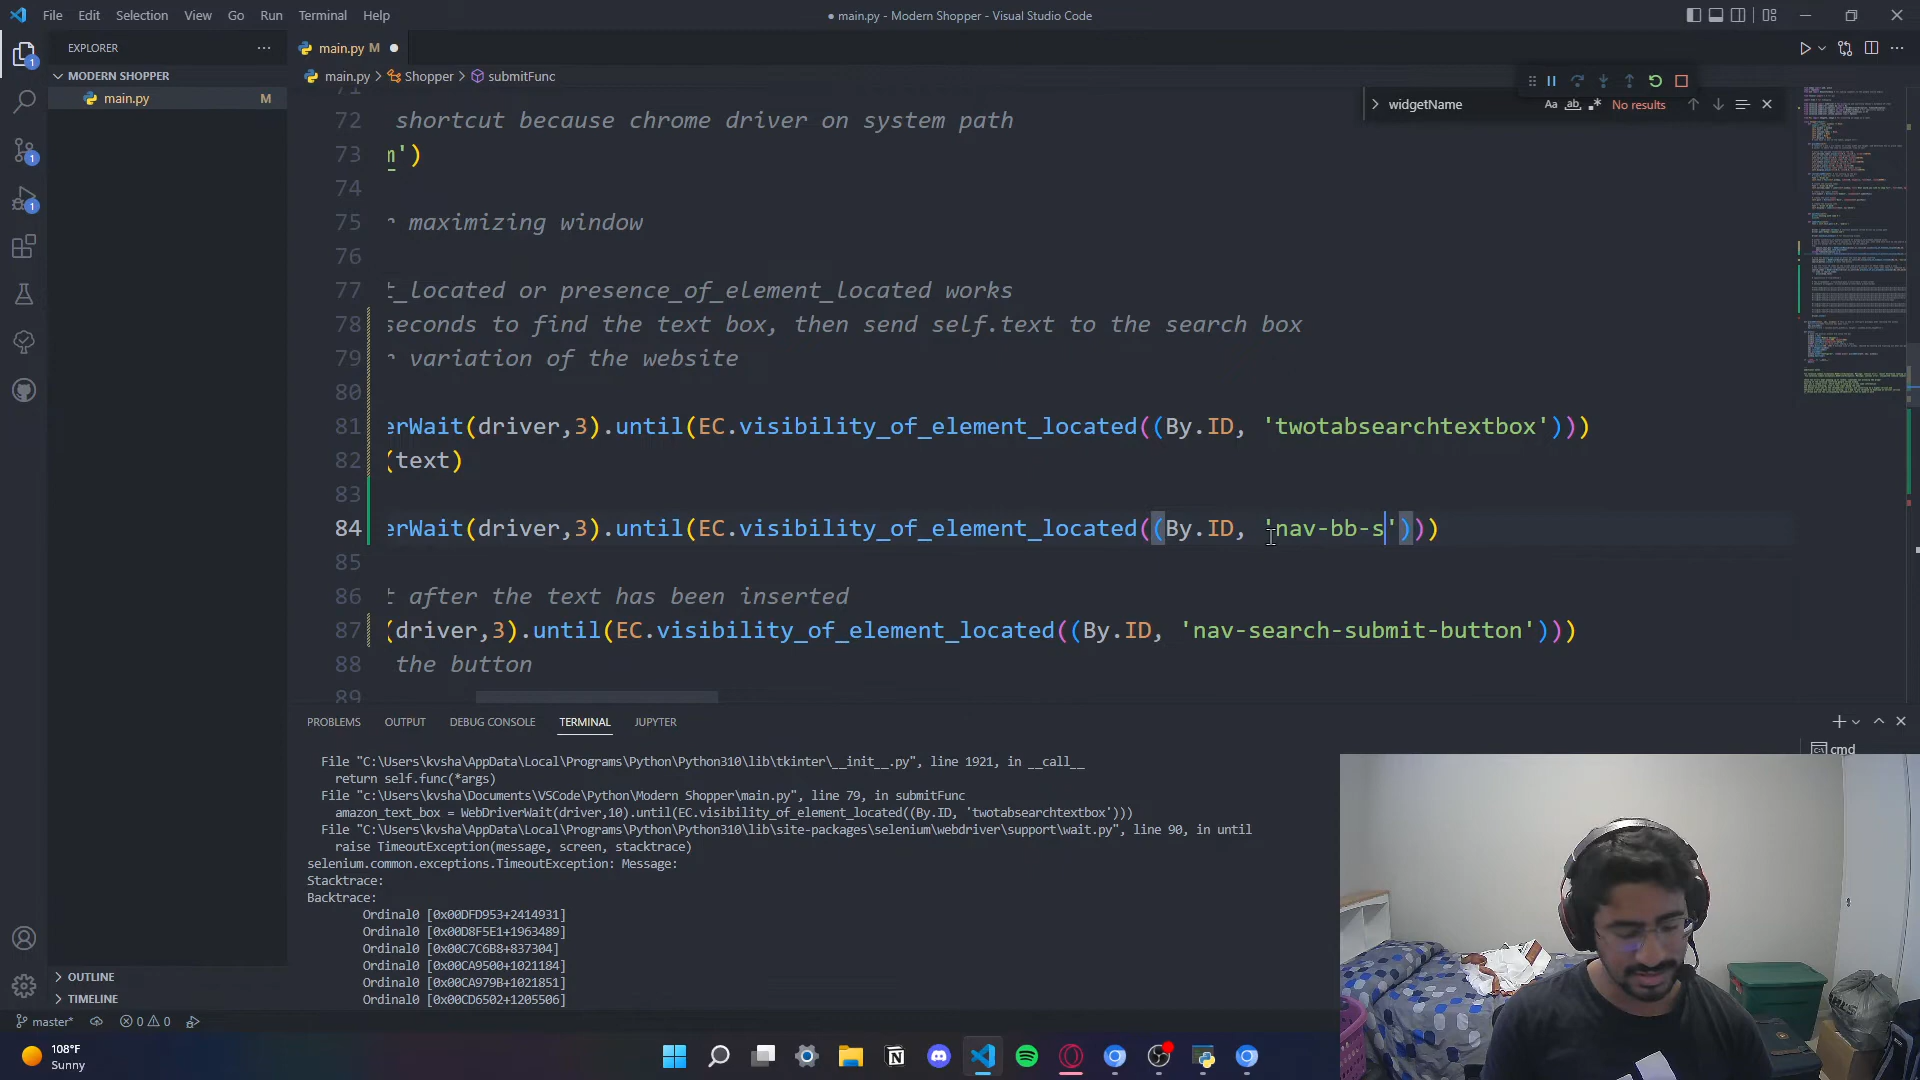 File Edit Selection View Go Run Terminal Help
● main.py - Modern Shopper - Visual Studio Code
EXPLORER
MODERN SHOPPER
main.py M
main.py M
main.py > Shopper > submitFunc
widgetName
Aa ab
No results
71
72 shortcut because chrome driver on system path
73 m')
74
75 r maximizing window
76
77 t_located or presence_of_element_located works
78 seconds to find the text box, then send self.text to the search box
79 r variation of the website
80
81 erWait(driver,3).until(EC.visibility_of_element_located((By.ID, 'twotabsearchtextbox')))
82 (text)
83
84 erWait(driver,3).until(EC.visibility_of_element_located((By.ID, 'nav-bb-s')))
85
86 t after the text has been inserted
87 (driver,3).until(EC.visibility_of_element_located((By.ID, 'nav-search-submit-button')))
88 the button
89
PROBLEMS OUTPUT DEBUG CONSOLE TERMINAL JUPYTER
cmd
File "C:\Users\kvsha\AppData\Local\Programs\Python\Python310\lib\tkinter\__init__.py", line 1921, in __call__
return self.func(*args)
File "c:\Users\kvsha\Documents\VSCode\Python\Modern Shopper\main.py", line 79, in submitFunc
amazon_text_box = WebDriverWait(driver,10).until(EC.visibility_of_element_located((By.ID, 'twotabsearchtextbox')))
File "C:\Users\kvsha\AppData\Local\Programs\Python\Python310\lib\site-packages\selenium\webdriver\support\wait.py", line 90, in until
raise TimeoutException(message, screen, stacktrace)
selenium.common.exceptions.TimeoutException: Message:
Stacktrace:
Backtrace:
Ordinal0 [0x00DFD953+2414931]
Ordinal0 [0x00D8F5E1+1963489]
Ordinal0 [0x00C7C6B8+837304]
Ordinal0 [0x00CA9500+1021184]
Ordinal0 [0x00CA979B+1021851]
Ordinal0 [0x00CD6502+1205506]
OUTLINE
TIMELINE
master* 0 0
108°F
Sunny